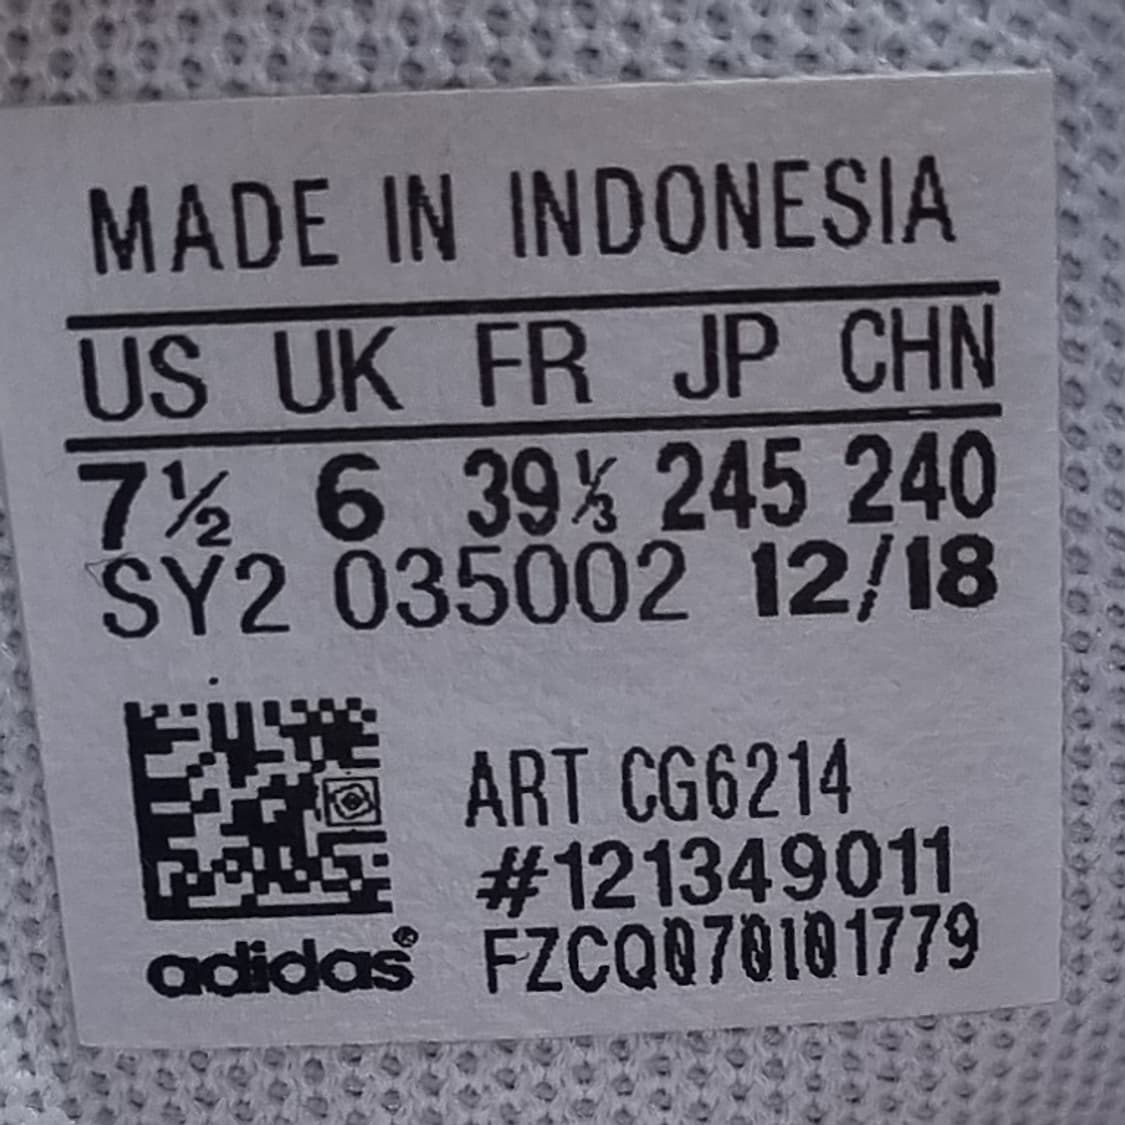 MADE IN INDONESIA
US UK FR JP CHN
7½ 6 39⅓ 245 240
SY2 035002 12/18
ART CG6214
#121349011
adidas® FZCQ070101779